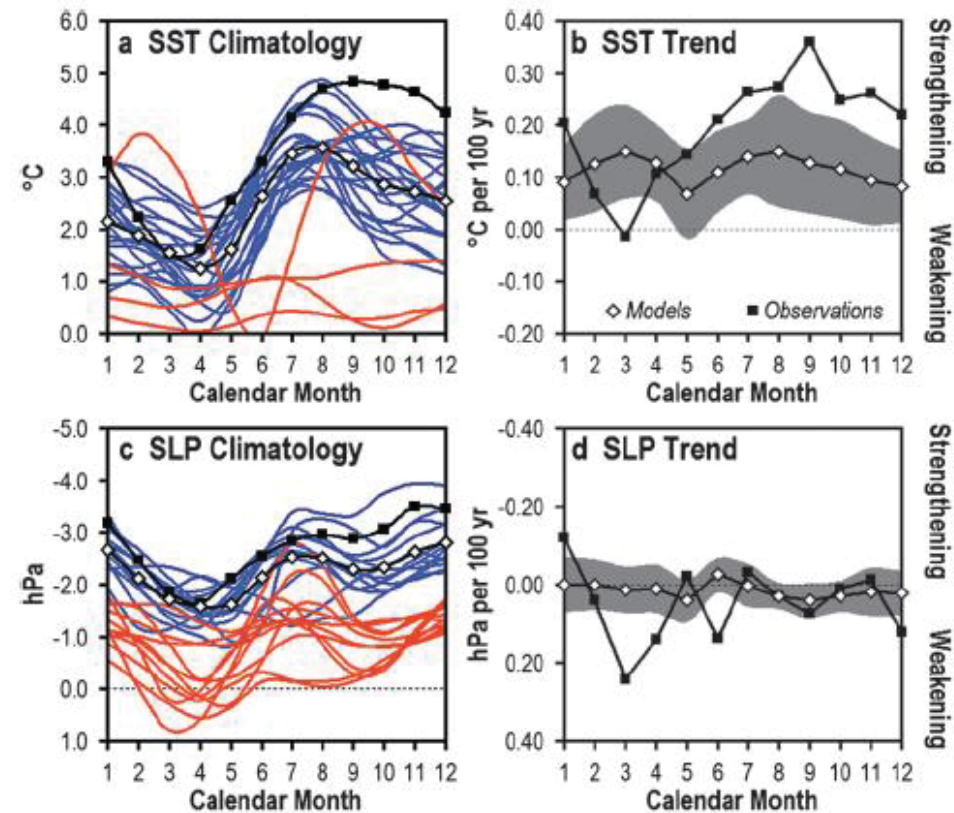 a SST Climatology
6.0
5.0
4.0
3.0
2.0
1.0
0.0
°C
1 2 3 4 5 6 7 8 9 10 11 12
Calendar Month
b SST Trend
0.40
0.30
0.20
0.10
0.00
-0.10
-0.20
°C per 100 yr
Models Observations
1 2 3 4 5 6 7 8 9 10 11 12
Calendar Month
Strengthening
Weakening
c SLP Climatology
-5.0
-4.0
-3.0
-2.0
-1.0
0.0
1.0
hPa
1 2 3 4 5 6 7 8 9 10 11 12
Calendar Month
d SLP Trend
-0.40
-0.20
0.00
0.20
0.40
hPa per 100 yr
1 2 3 4 5 6 7 8 9 10 11 12
Calendar Month
Strengthening
Weakening